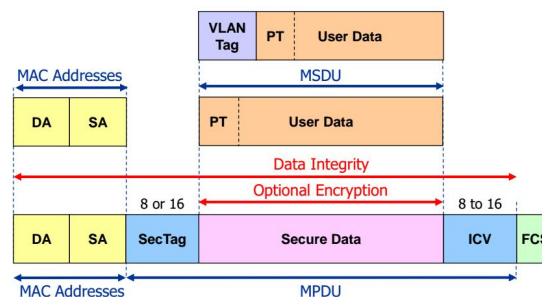 VLAN Tag PT User Data
MAC Addresses MSDU
DA SA PT User Data
Data Integrity
Optional Encryption
8 or 16 8 to 16
DA SA SecTag Secure Data ICV FCS
MAC Addresses MPDU